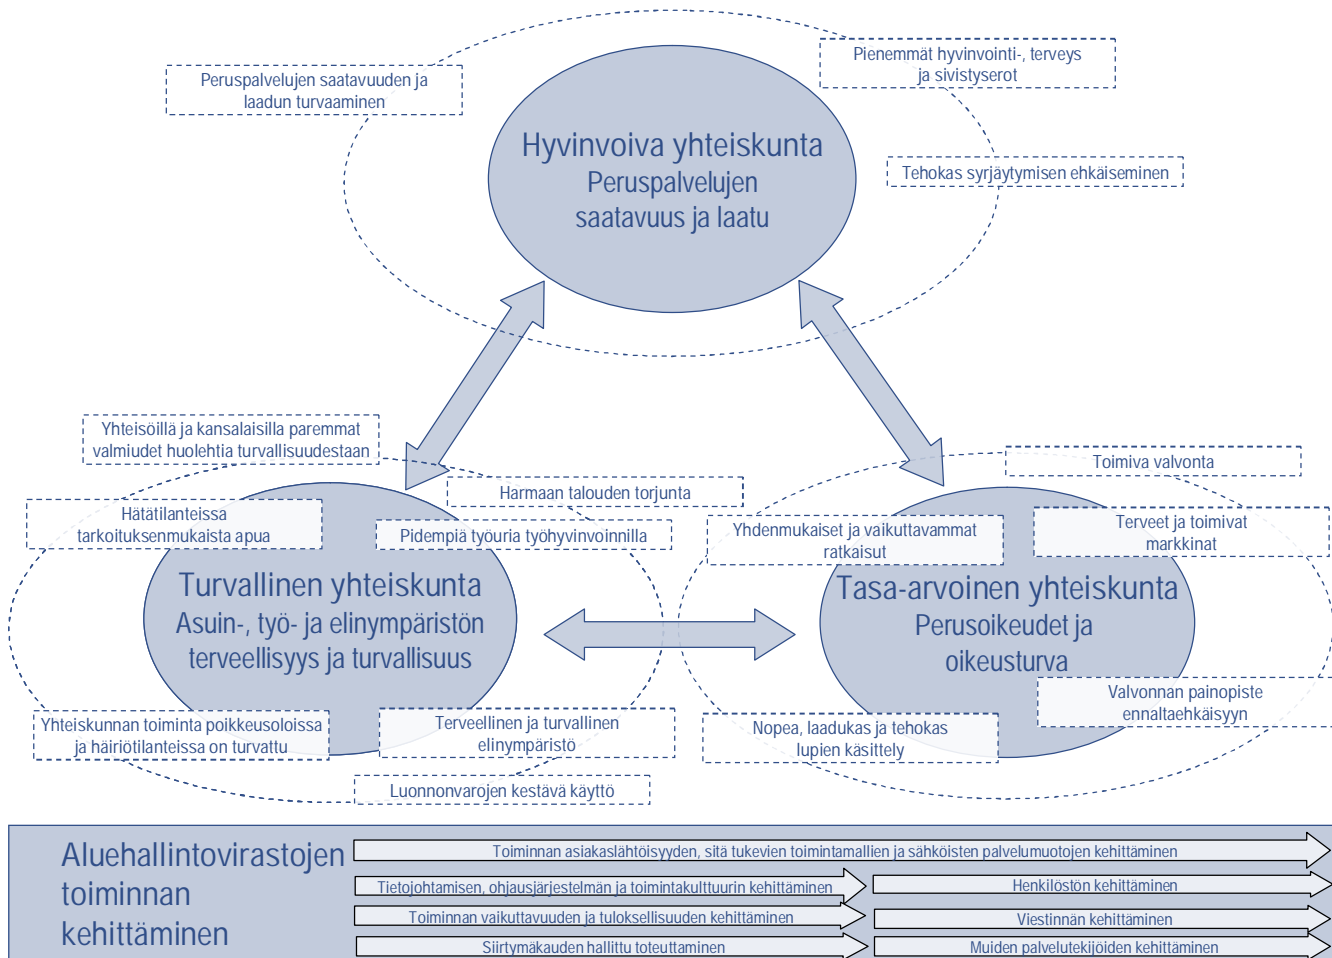 Peruspalvelujen saatavuuden ja
laadun turvaaminen
Pienemmät hyvinvointi-, terveys
ja sivistyserot
Hyvinvoiva yhteiskunta
Peruspalvelujen
saatavuus ja laatu
Tehokas syrjäytymisen ehkäiseminen
Yhteisöillä ja kansalaisilla paremmat
valmiudet huolehtia turvallisuudestaan
Harmaan talouden torjunta
Hätätilanteissa
tarkoituksenmukaista apua
Pidempiä työuria työhyvinvoinnilla
Turvallinen yhteiskunta
Asuin-, työ- ja elinympäristön
terveellisyys ja turvallisuus
Yhteiskunnan toiminta poikkeusoloissa
ja häiriötilanteissa on turvattu
Terveellinen ja turvallinen
elinympäristö
Luonnonvarojen kestävä käyttö
Toimiva valvonta
Yhdenmukaiset ja vaikuttavammat
ratkaisut
Terveet ja toimivat
markkinat
Tasa-arvoinen yhteiskunta
Perusoikeudet ja
oikeusturva
Valvonnan painopiste
ennaltaehkäisyyn
Nopea, laadukas ja tehokas
lupien käsittely
Aluehallintovirastojen
toiminnan
kehittäminen
Toiminnan asiakaslähtöisyyden, sitä tukevien toimintamallien ja sähköisten palvelumuotojen kehittäminen
Tietojohtamisen, ohjausjärjestelmän ja toimintakulttuurin kehittäminen
Henkilöstön kehittäminen
Toiminnan vaikuttavuuden ja tuloksellisuuden kehittäminen
Viestinnän kehittäminen
Siirtymäkauden hallittu toteuttaminen
Muiden palvelutekijöiden kehittäminen